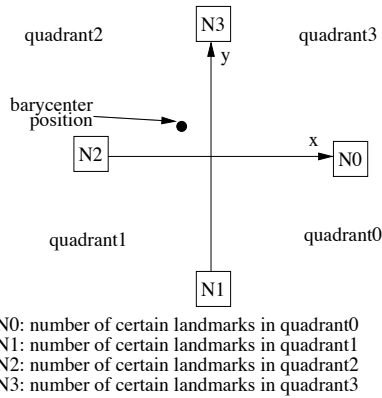 N3
quadrant2
quadrant3
y
barycenter
position
x
N2
N0
quadrant1
quadrant0
N1
N0: number of certain landmarks in quadrant0
N1: number of certain landmarks in quadrant1
N2: number of certain landmarks in quadrant2
N3: number of certain landmarks in quadrant3